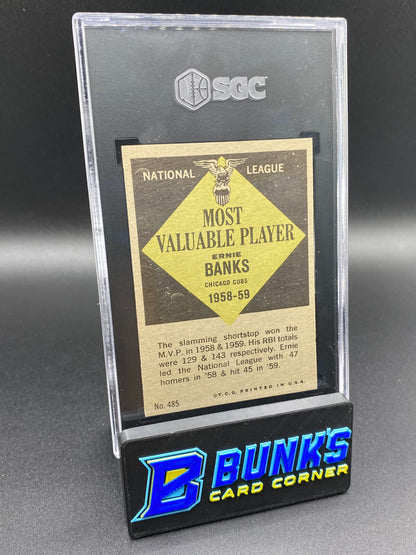 SGC
NATIONAL LEAGUE
MOST
VALUABLE PLAYER
ERNIE
BANKS
CHICAGO CUBS
1958-59
The slamming shortstop won the
M.V.P. in 1958 & 1959. His RBI totals
were 129 & 143 respectively. Ernie
led the National League with 47
homers in '58 & hit 45 in '59.
No. 485
©T.C.G. PRINTED IN U.S.A.
B BUNK'S
CARD CORNER